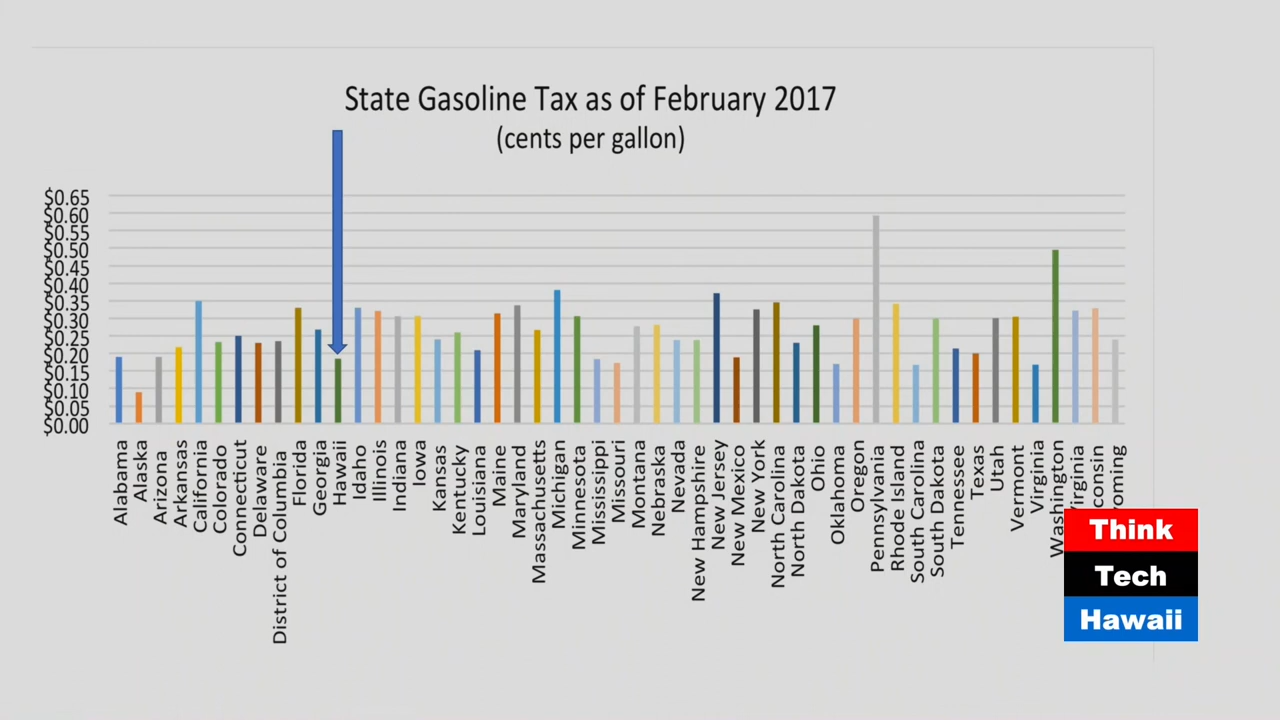 State Gasoline Tax as of February 2017
(cents per gallon)
$0.65
$0.60
$0.55
$0.50
$0.45
$0.40
$0.35
$0.30
$0.25
$0.20
$0.15
$0.10
$0.05
$0.00
Alabama
Alaska
Arizona
Arkansas
California
Colorado
Connecticut
Delaware
District of Columbia
Florida
Georgia
Hawaii
Idaho
Illinois
Indiana
Iowa
Kansas
Kentucky
Louisiana
Maine
Maryland
Massachusetts
Michigan
Minnesota
Mississippi
Missouri
Montana
Nebraska
Nevada
New Hampshire
New Jersey
New Mexico
New York
North Carolina
North Dakota
Ohio
Oklahoma
Oregon
Pennsylvania
Rhode Island
South Carolina
South Dakota
Tennessee
Texas
Utah
Vermont
Virginia
Washington
Virginia
consin
oming
Think
Tech
Hawaii